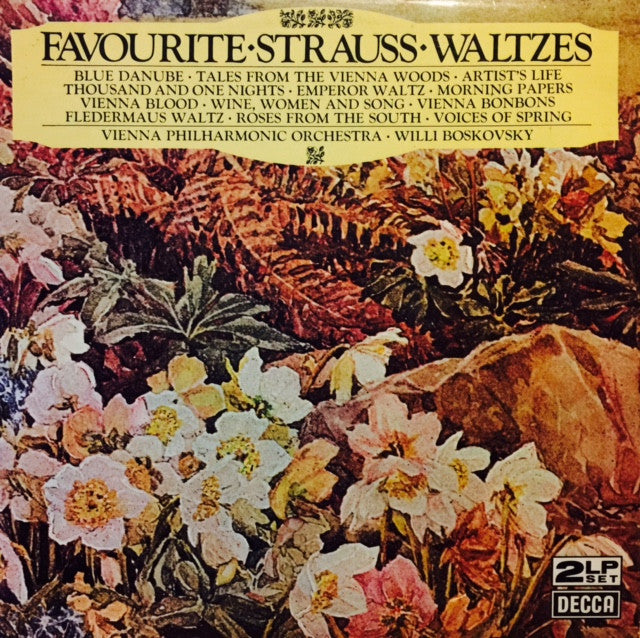 FAVOURITE·STRAUSS·WALTZES
BLUE DANUBE · TALES FROM THE VIENNA WOODS · ARTIST'S LIFE
THOUSAND AND ONE NIGHTS · EMPEROR WALTZ · MORNING PAPERS
VIENNA BLOOD · WINE, WOMEN AND SONG · VIENNA BONBONS
FLEDERMAUS WALTZ · ROSES FROM THE SOUTH · VOICES OF SPRING
VIENNA PHILHARMONIC ORCHESTRA · WILLI BOSKOVSKY
2 LP SET
DECCA